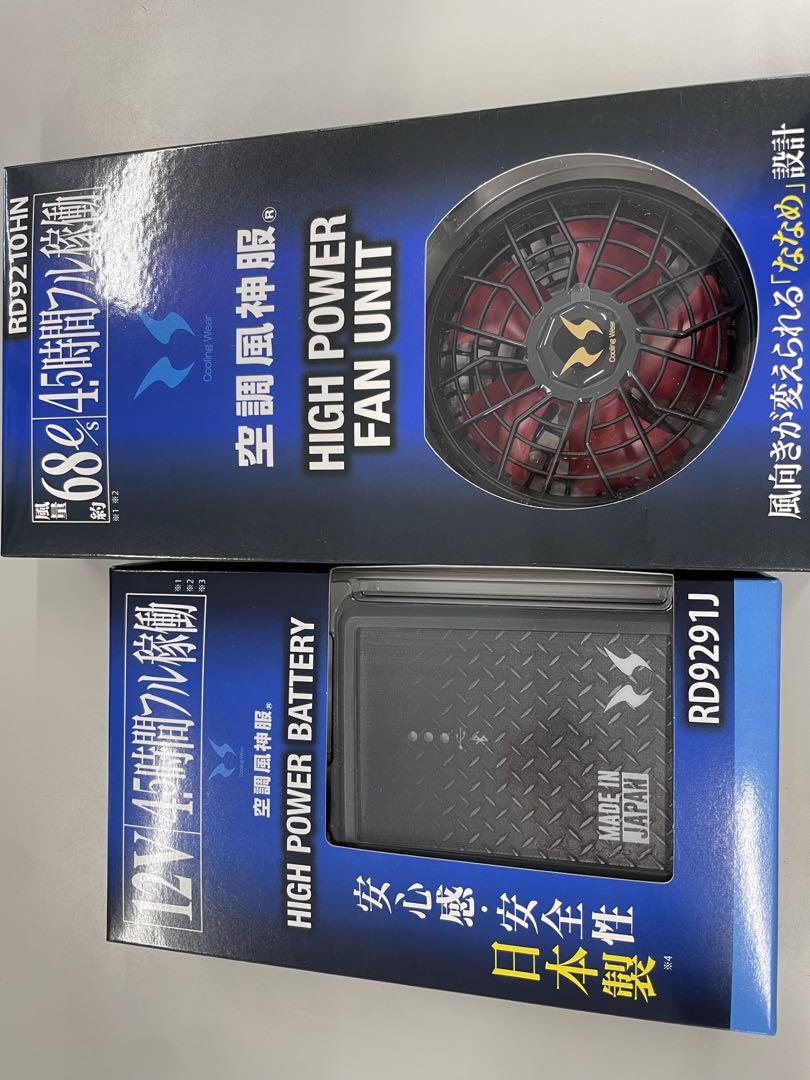 RD9210HN
風量
約68ℓ/s 4.5時間フル稼働
※1 ※2
Cooling Wear
空調風神服®
HIGH POWER
FAN UNIT
Cooling Wear
風向きが変えられる「ななめ」設計
12V 4.5時間フル稼働
※1
※2
※3
Cooling Wear
空調風神服®
HIGH POWER BATTERY
MADE IN
JAPAN
RD9291J
安心感・安全性
日本製
※4